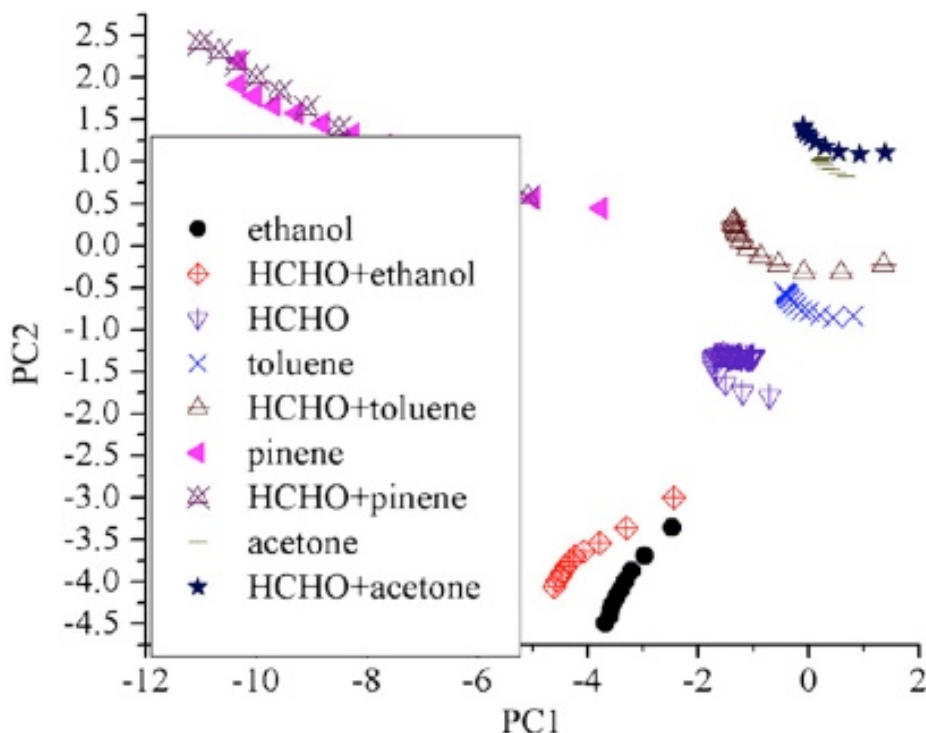 2.5
2.0
1.5
1.0
0.5
0.0
-0.5
-1.0
-1.5
-2.0
-2.5
-3.0
-3.5
-4.0
-4.5
PC2
ethanol
HCHO+ethanol
HCHO
toluene
HCHO+toluene
pinene
HCHO+pinene
acetone
HCHO+acetone
-12 -10 -8 -6 -4 -2 0 2
PC1